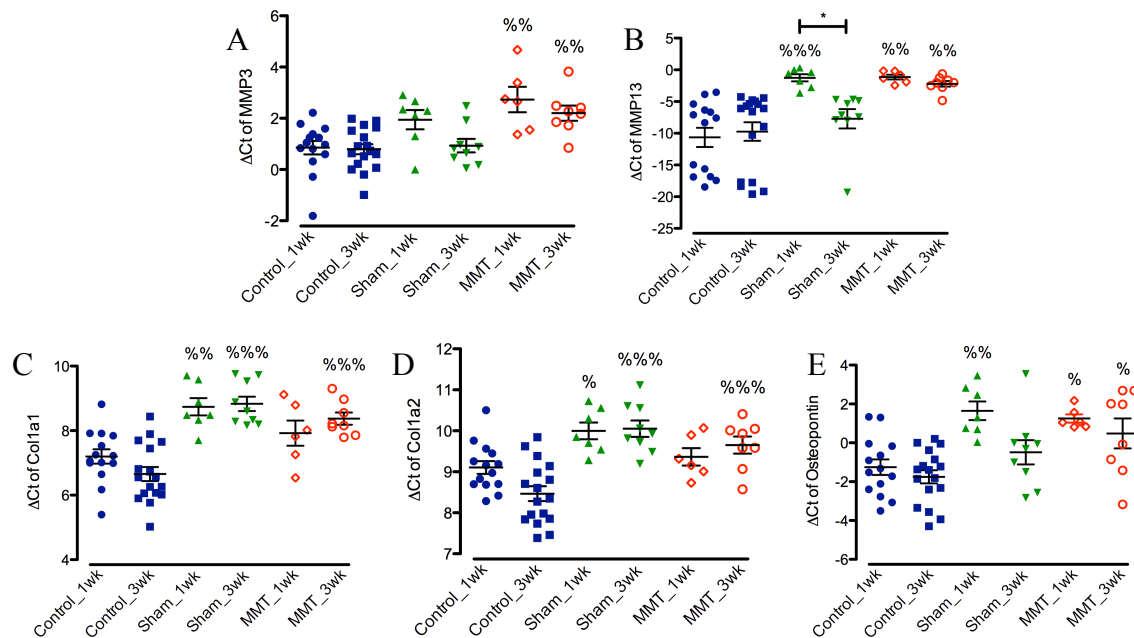 A
ΔCt of MMP3
6
4
2
0
-2
%%
%%
Control_1wk
Control_3wk
Sham_1wk
Sham_3wk
MMT_1wk
MMT_3wk
B
ΔCt of MMP13
5
0
-5
-10
-15
-20
-25
*
%%%
%%
%%
Control_1wk
Control_3wk
Sham_1wk
Sham_3wk
MMT_1wk
MMT_3wk
C
ΔCt of Col1a1
10
8
6
4
%%
%%%
%%%
Control_1wk
Control_3wk
Sham_1wk
Sham_3wk
MMT_1wk
MMT_3wk
D
ΔCt of Col1a2
12
11
10
9
8
7
%
%%%
%%%
Control_1wk
Control_3wk
Sham_1wk
Sham_3wk
MMT_1wk
MMT_3wk
E
ΔCt of Osteopontin
4
2
0
-2
-4
-6
%%
%
%
Control_1wk
Control_3wk
Sham_1wk
Sham_3wk
MMT_1wk
MMT_3wk